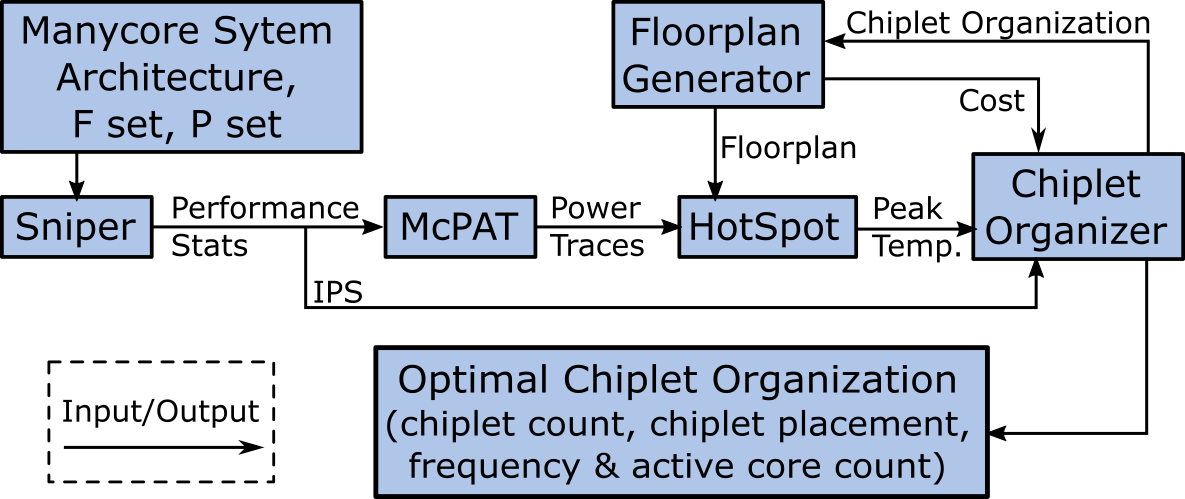 Manycore Sytem
Architecture,
F set, P set
Floorplan
Generator
Chiplet Organization
Cost
Floorplan
Chiplet
Organizer
Sniper
Performance
Stats
McPAT
Power
Traces
HotSpot
Peak
Temp.
IPS
Input/Output
Optimal Chiplet Organization
(chiplet count, chiplet placement,
frequency & active core count)